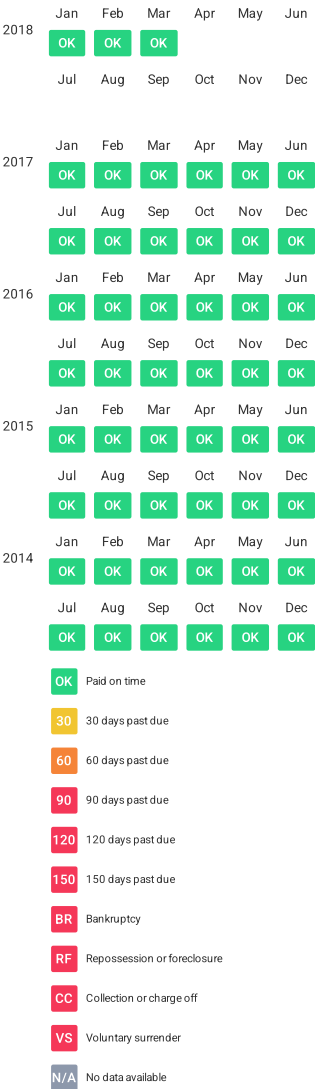 Jan Feb Mar Apr May Jun
2018
OK OK OK
Jul Aug Sep Oct Nov Dec
Jan Feb Mar Apr May Jun
2017
OK OK OK OK OK OK
Jul Aug Sep Oct Nov Dec
OK OK OK OK OK OK
Jan Feb Mar Apr May Jun
2016
OK OK OK OK OK OK
Jul Aug Sep Oct Nov Dec
OK OK OK OK OK OK
Jan Feb Mar Apr May Jun
2015
OK OK OK OK OK OK
Jul Aug Sep Oct Nov Dec
OK OK OK OK OK OK
Jan Feb Mar Apr May Jun
2014
OK OK OK OK OK OK
Jul Aug Sep Oct Nov Dec
OK OK OK OK OK OK
OK Paid on time
30 30 days past due
60 60 days past due
90 90 days past due
120 120 days past due
150 150 days past due
BR Bankruptcy
RF Repossession or foreclosure
CC Collection or charge off
VS Voluntary surrender
N/A No data available